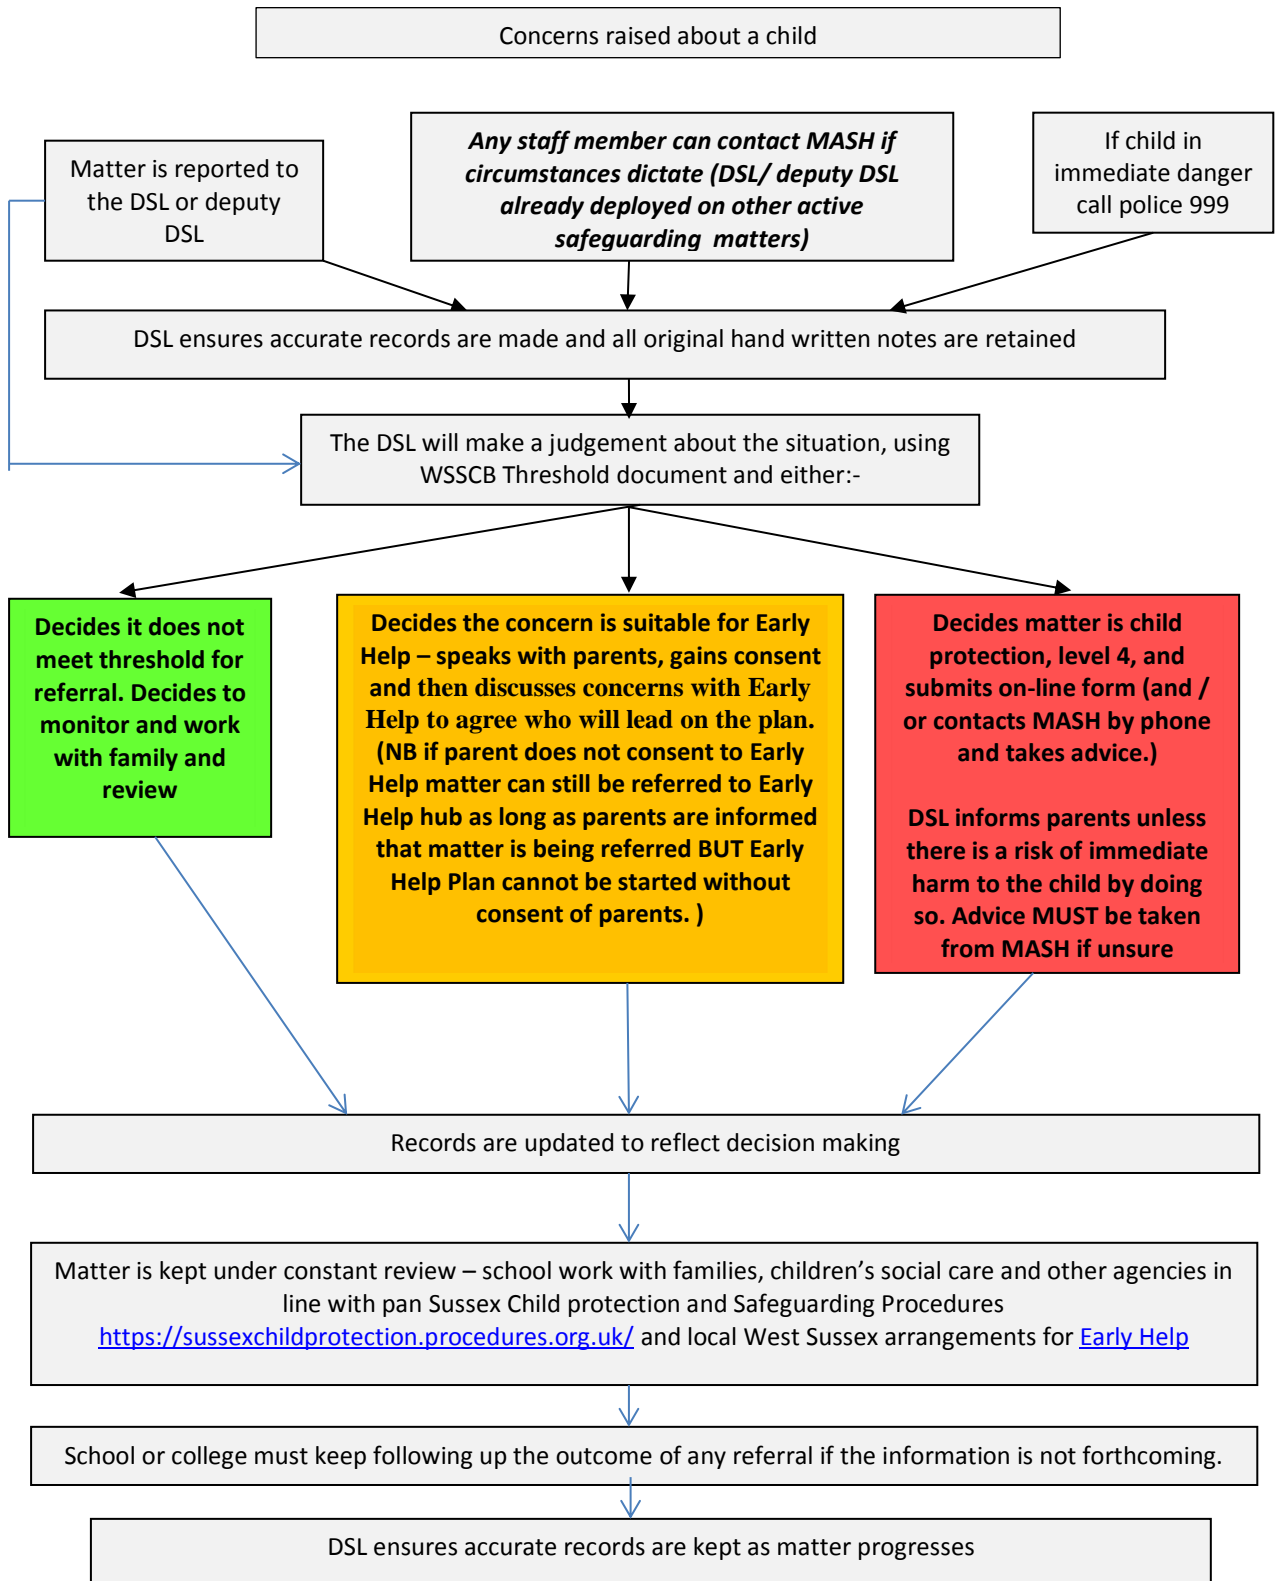 Concerns raised about a child
Matter is reported to
the DSL or deputy
DSL
Any staff member can contact MASH if
circumstances dictate (DSL/ deputy DSL
already deployed on other active
safeguarding matters)
If child in
immediate danger
call police 999
DSL ensures accurate records are made and all original hand written notes are retained
The DSL will make a judgement about the situation, using
WSSCB Threshold document and either:-
Decides it does not
meet threshold for
referral. Decides to
monitor and work
with family and
review
Decides the concern is suitable for Early
Help – speaks with parents, gains consent
and then discusses concerns with Early
Help to agree who will lead on the plan.
(NB if parent does not consent to Early
Help matter can still be referred to Early
Help hub as long as parents are informed
that matter is being referred BUT Early
Help Plan cannot be started without
consent of parents. )
Decides matter is child
protection, level 4, and
submits on-line form (and /
or contacts MASH by phone
and takes advice.)
DSL informs parents unless
there is a risk of immediate
harm to the child by doing
so. Advice MUST be taken
from MASH if unsure
Records are updated to reflect decision making
Matter is kept under constant review – school work with families, children’s social care and other agencies in
line with pan Sussex Child protection and Safeguarding Procedures
https://sussexchildprotection.procedures.org.uk/ and local West Sussex arrangements for Early Help
School or college must keep following up the outcome of any referral if the information is not forthcoming.
DSL ensures accurate records are kept as matter progresses